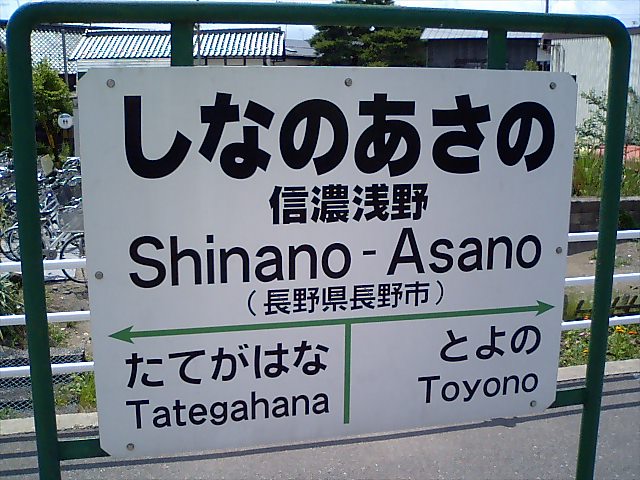 しなのあさの
信濃浅野
Shinano-Asano
（長野県長野市）
たてがはな
とよの
Tategahana
Toyono